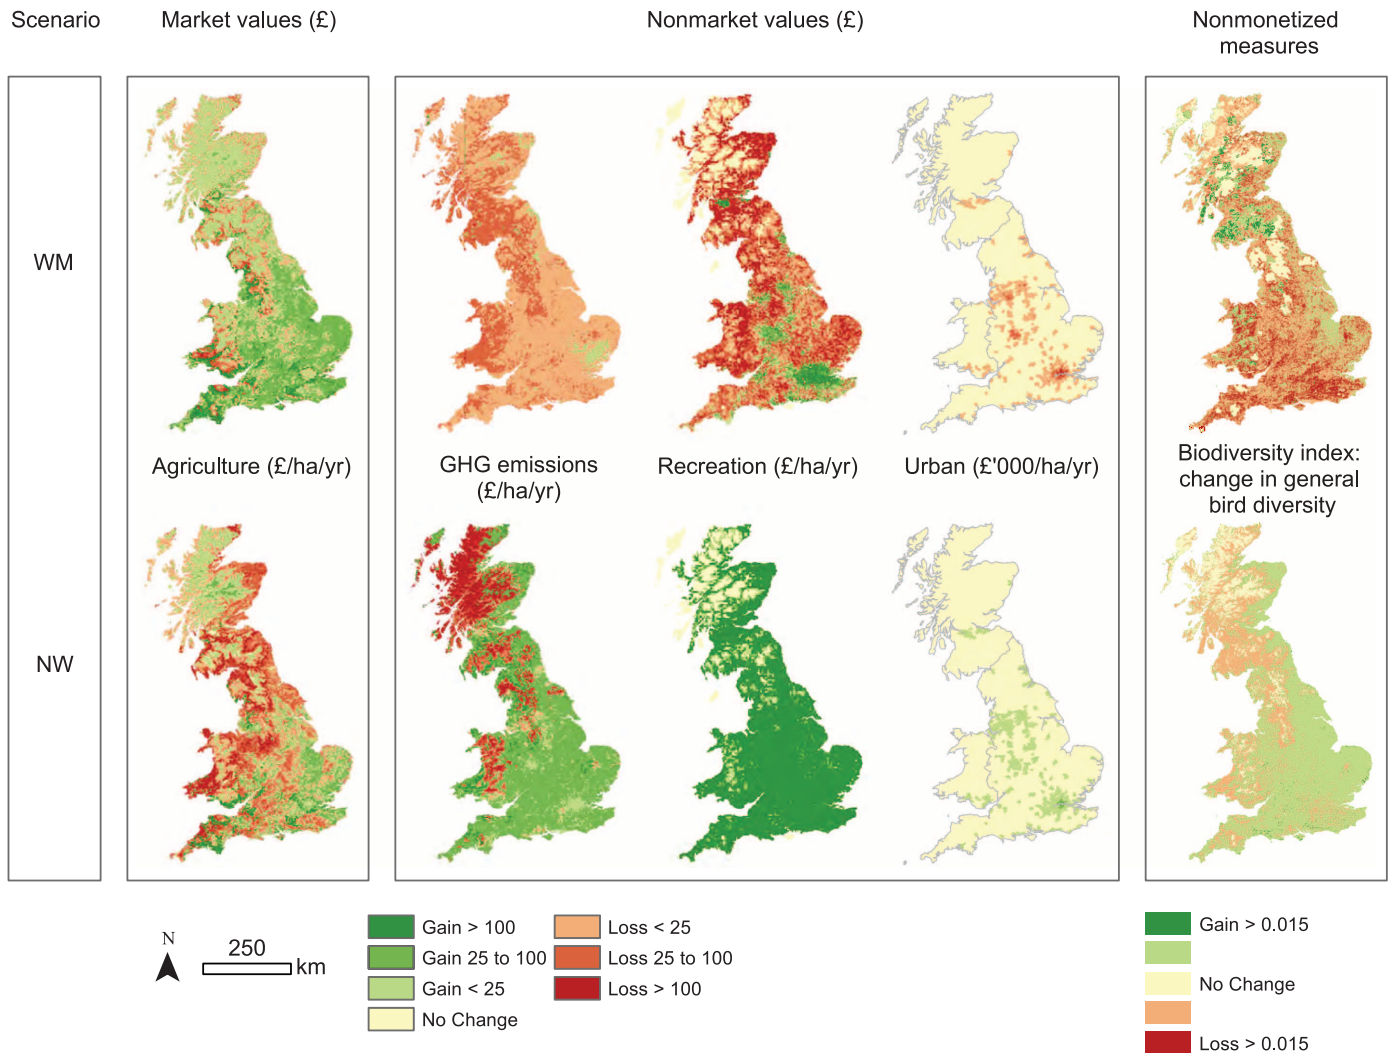 Scenario
Market values (£)
Nonmarket values (£)
Nonmonetized
measures
WM
Agriculture (£/ha/yr)
GHG emissions
(£/ha/yr)
Recreation (£/ha/yr)
Urban (£'000/ha/yr)
Biodiversity index:
change in general
bird diversity
NW
N
250
km
Gain > 100
Gain 25 to 100
Gain < 25
No Change
Loss < 25
Loss 25 to 100
Loss > 100
Gain > 0.015
No Change
Loss > 0.015